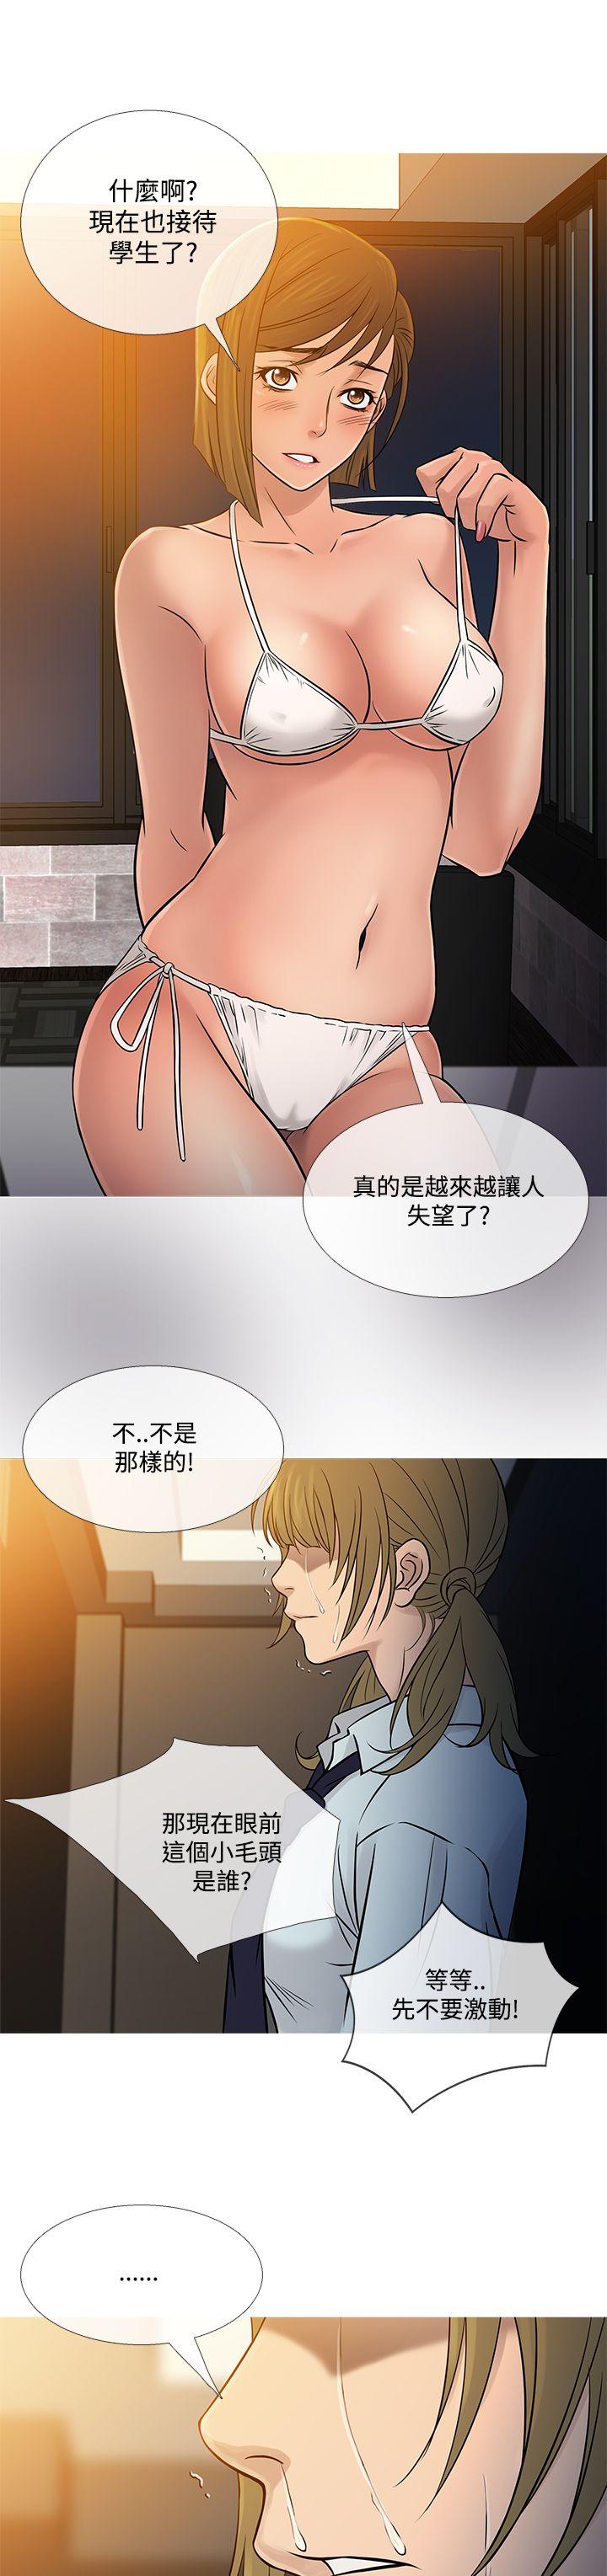 什麼啊?
現在也接待
學生了?
真的是越來越讓人
失望了?
不..不是
那樣的!
那現在眼前
這個小毛頭
是誰?
等等..
先不要激動!
......